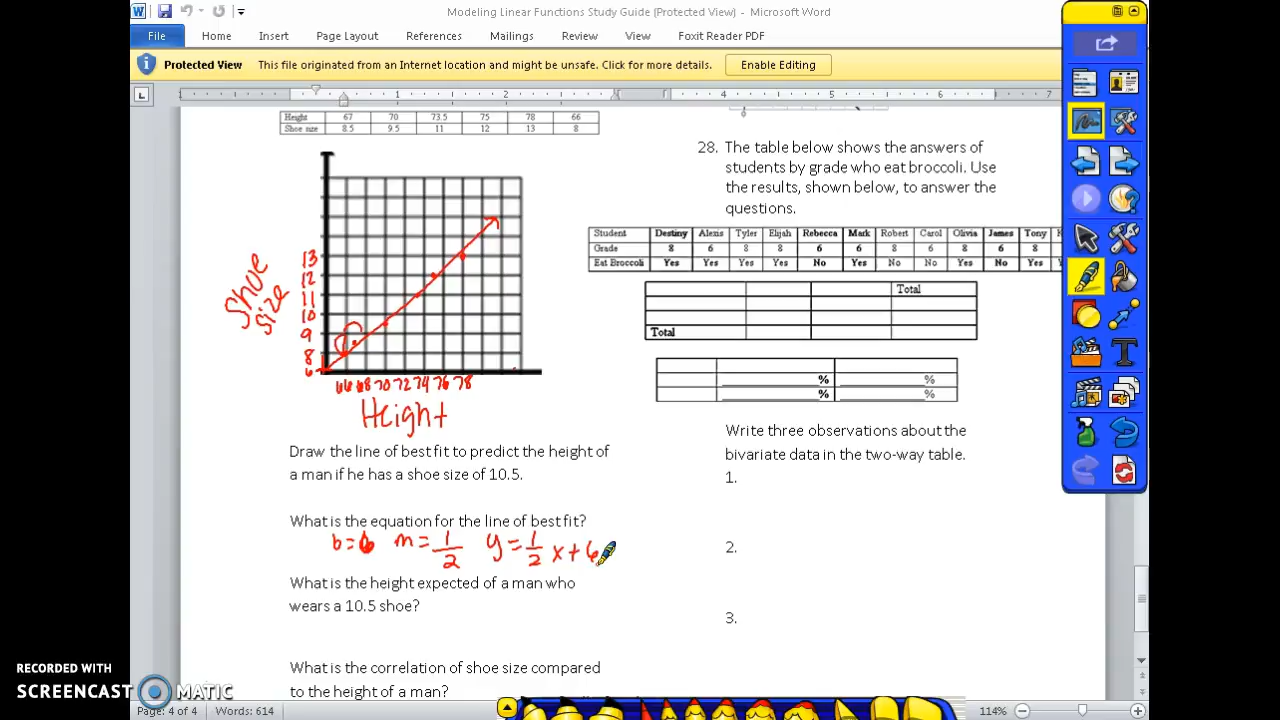 Modeling Linear Functions Study Guide (Protected View) - Microsoft Word
File Home Insert Page Layout References Mailings Review View Foxit Reader PDF
Protected View This file originated from an Internet location and might be unsafe. Click for more details. Enable Editing
1 1 2 4 5 6 7
Height 67 70 73.5 75 78 66
Shoe size 8.5 9.5 11 12 13 8
Shoe size
13
12
11
10
9
8
6
66 68 70 72 74 76 78
Height
Draw the line of best fit to predict the height of
a man if he has a shoe size of 10.5.
What is the equation for the line of best fit?
b=6 m=1/2 y=1/2 x+6
What is the height expected of a man who
wears a 10.5 shoe?
What is the correlation of shoe size compared
to the height of a man?
0
28. The table below shows the answers of
students by grade who eat broccoli. Use
the results, shown below, to answer the
questions.
Student Destiny Alexis Tyler Elijah Rebecca Mark Robert Carol Olivia James Tony
Grade 8 6 8 8 6 6 8 6 8 6 8
Eat Broccoli Yes Yes Yes Yes No Yes No No Yes No Yes
Total
Total
% %
% %
Write three observations about the
bivariate data in the two-way table.
1.
2.
3.
RECORDED WITH
SCREENCAST MATIC
Page: 4 of 4 Words: 614 114%